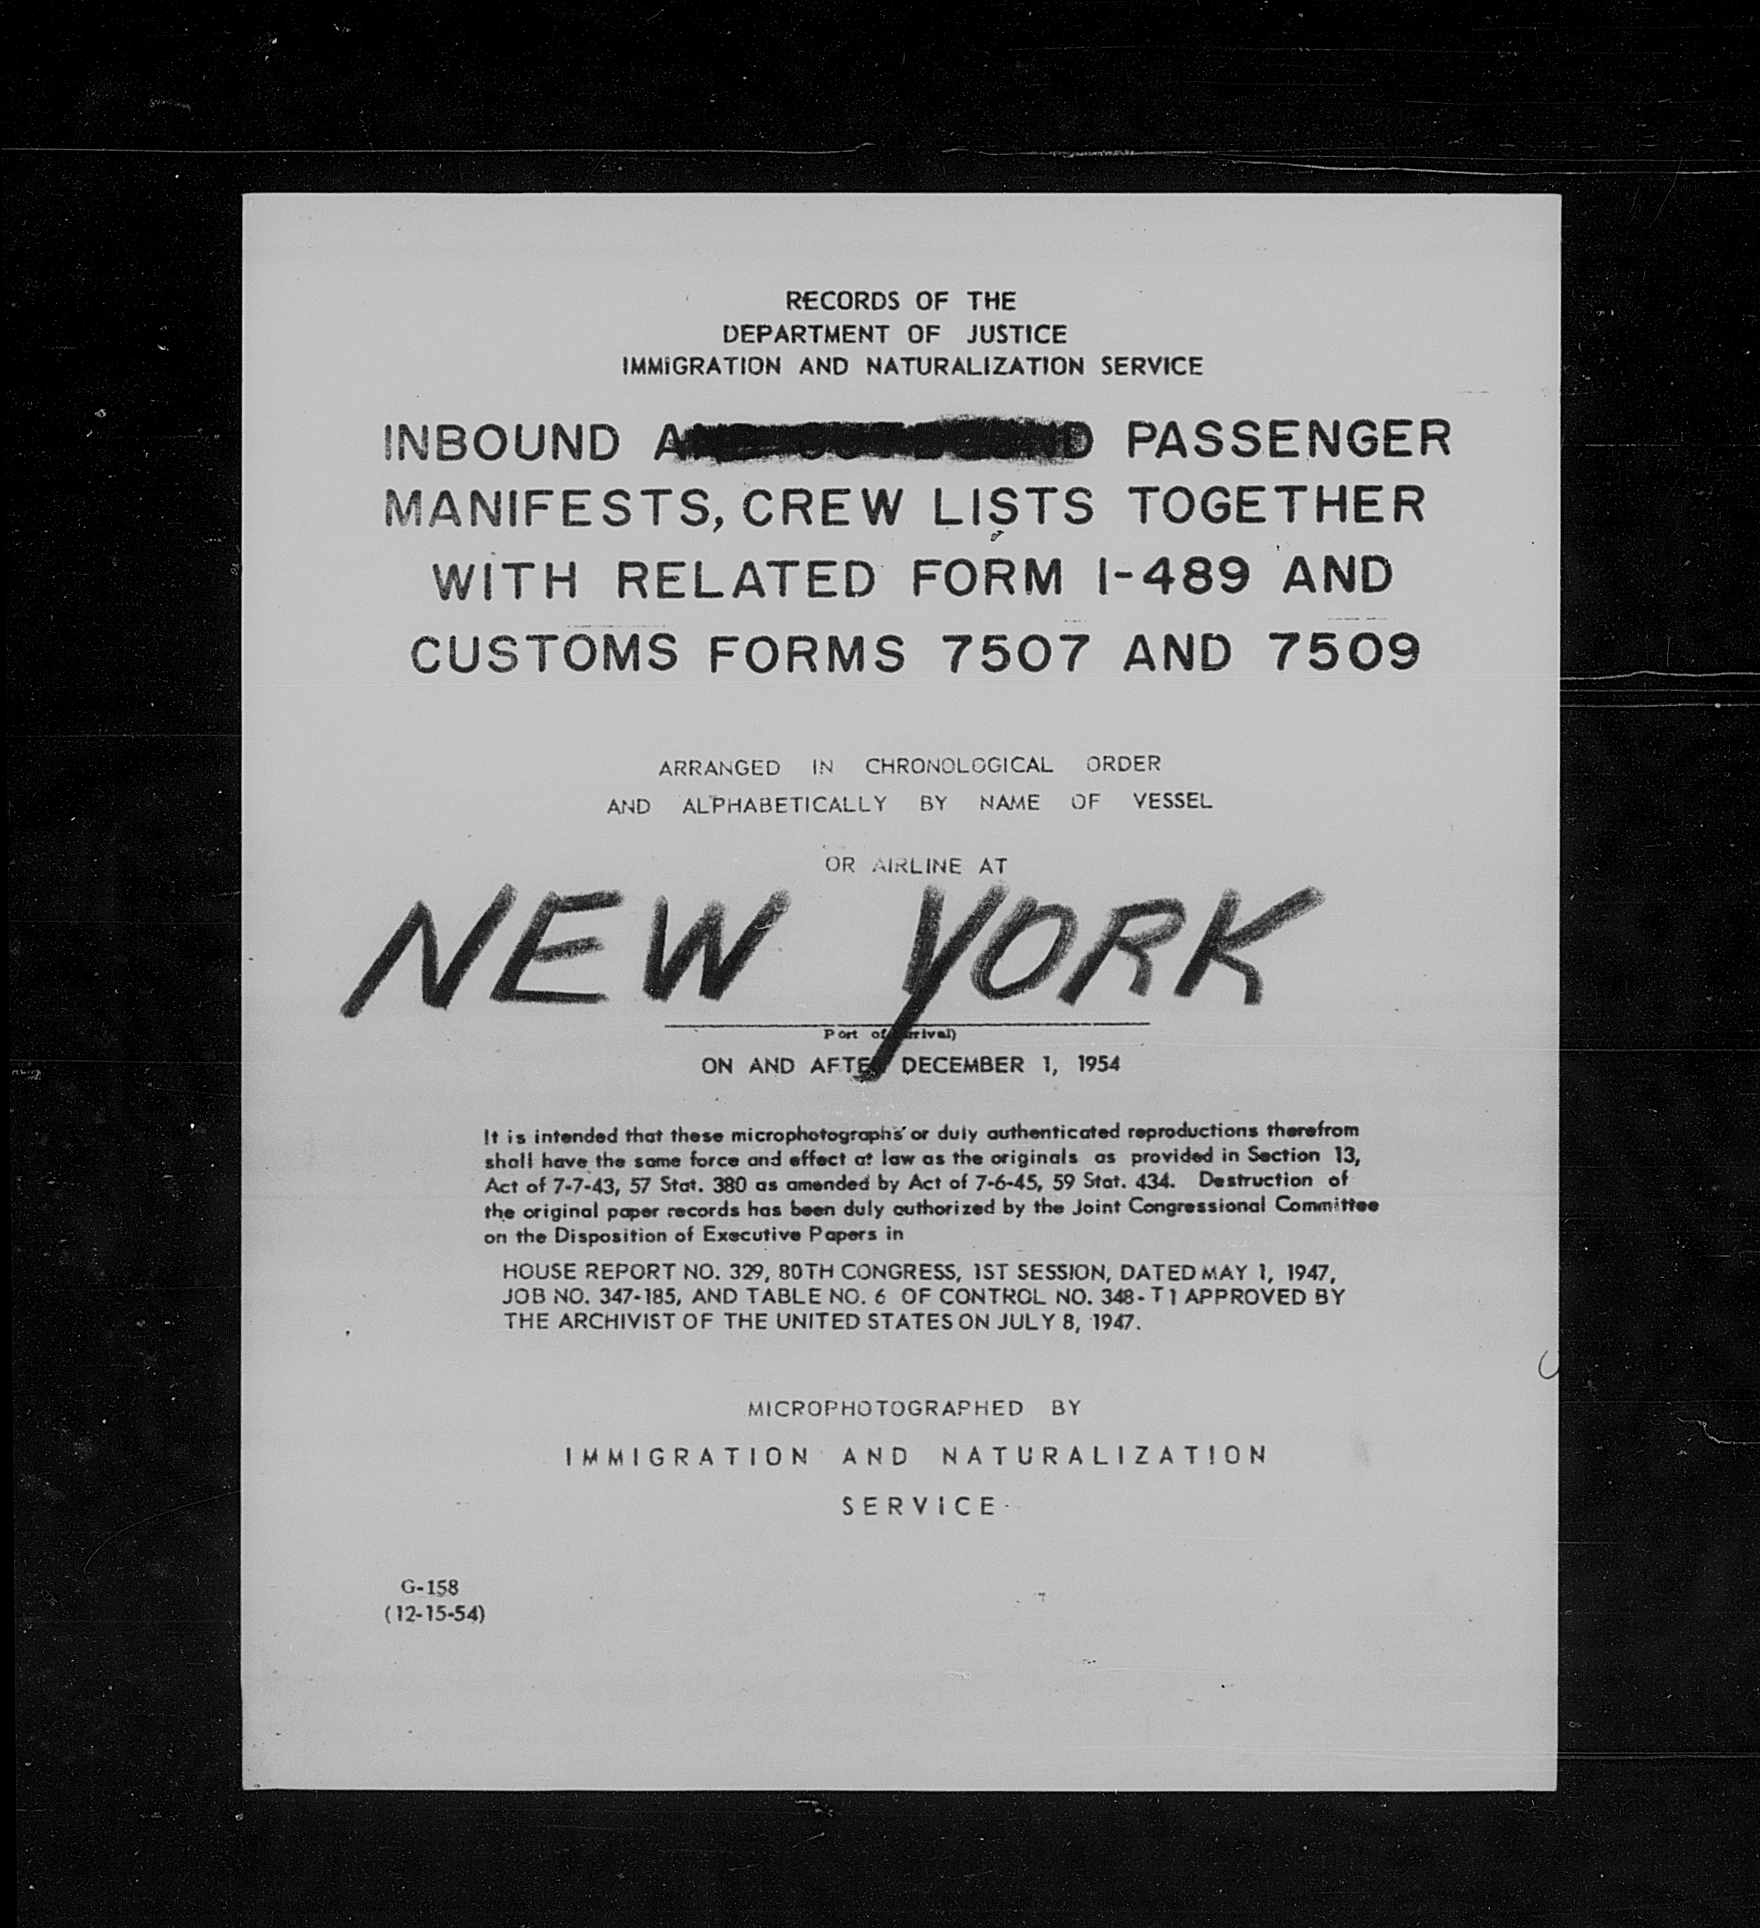 RECORDS OF THE
DEPARTMENT OF JUSTICE
IMMIGRATION AND NATURALIZATION SERVICE
INBOUND AND OUTBOUND PASSENGER
MANIFESTS, CREW LISTS TOGETHER
WITH RELATED FORM I-489 AND
CUSTOMS FORMS 7507 AND 7509
ARRANGED IN CHRONOLOGICAL ORDER
AND ALPHABETICALLY BY NAME OF VESSEL
OR AIRLINE AT
NEW YORK
Port of Arrival)
ON AND AFTER DECEMBER 1, 1954
It is intended that these microphotographs or duly authenticated reproductions therefrom
shall have the same force and effect at law as the originals as provided in Section 13,
Act of 7-7-43, 57 Stat. 380 as amended by Act of 7-6-45, 59 Stat. 434. Destruction of
the original paper records has been duly authorized by the Joint Congressional Committee
on the Disposition of Executive Papers in
HOUSE REPORT NO. 329, 80TH CONGRESS, 1ST SESSION, DATED MAY 1, 1947,
JOB NO. 347-185, AND TABLE NO. 6 OF CONTROL NO. 348-T1 APPROVED BY
THE ARCHIVIST OF THE UNITED STATES ON JULY 8, 1947.
MICROPHOTOGRAPHED BY
IMMIGRATION AND NATURALIZATION
SERVICE
G-158
(12-15-54)